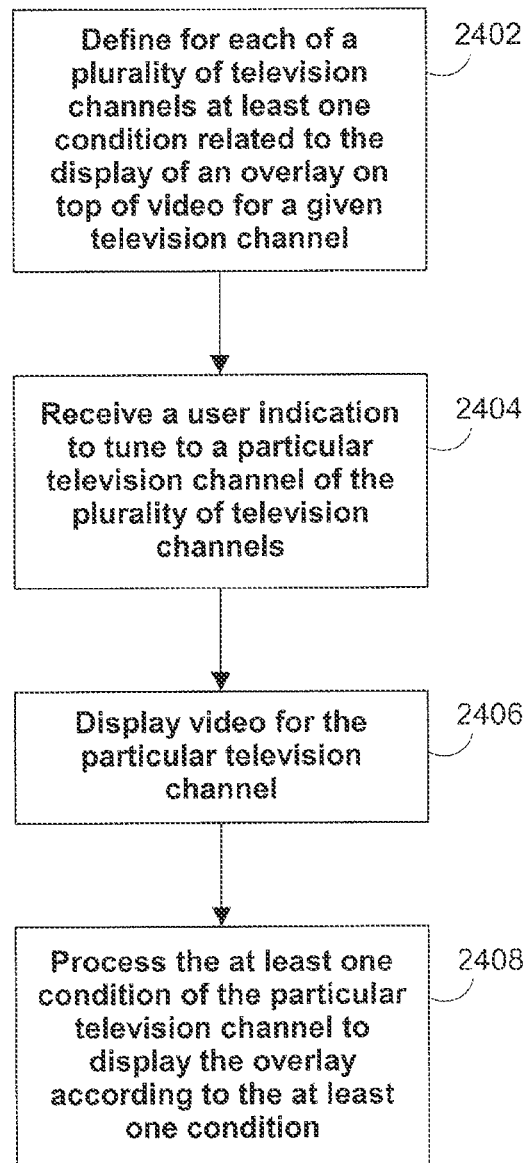 Define for each of a
plurality of television
channels at least one
condition related to the
display of an overlay on
top of video for a given
television channel
2402
Receive a user indication
to tune to a particular
television channel of the
plurality of television
channels
2404
Display video for the
particular television
channel
2406
Process the at least one
condition of the particular
television channel to
display the overlay
according to the at least
one condition
2408